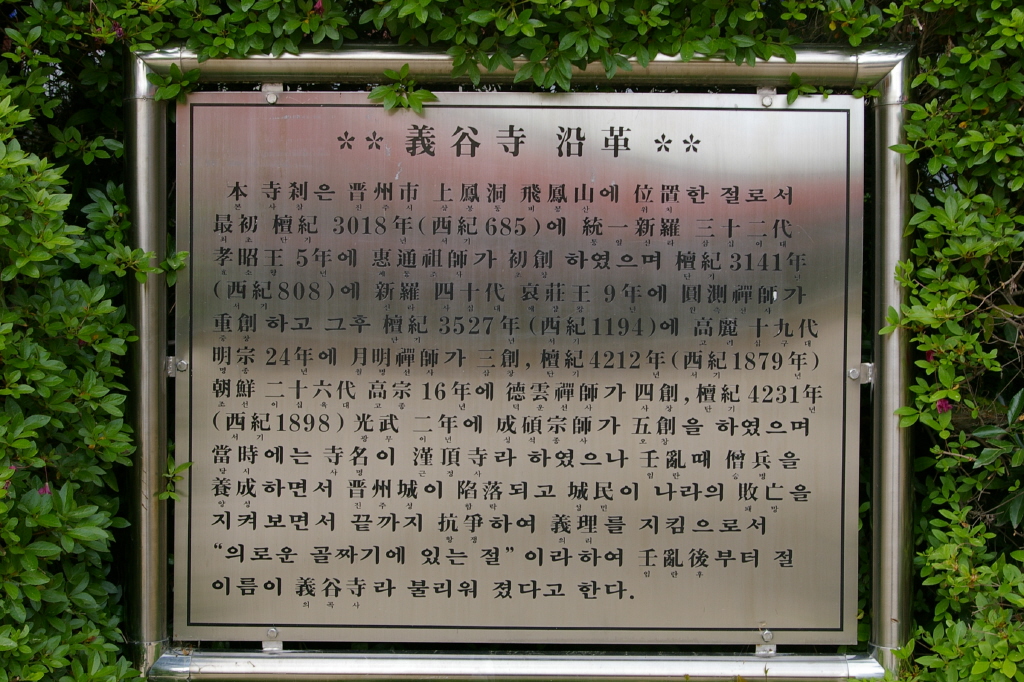 ** 義谷寺 沿革 **
本 寺刹은 晋州市 上鳳洞 飛鳳山에 位置한 절로서
最初 檀紀 3018年(西紀685)에 統一新羅 三十二代
孝昭王 5年에 惠通祖師가 初創 하였으며 檀紀3141年
(西紀808)에 新羅 四十代 哀莊王 9年에 圓測禪師가
重創하고 그후 檀紀 3527年(西紀1194)에 高麗 十九代
明宗 24年에 月明禪師가 三創, 檀紀4212年(西紀1879年)
朝鮮 二十六代 高宗 16年에 德雲禪師가 四創, 檀紀4231年
(西紀1898) 光武 二年에 成碩宗師가 五創을 하였으며
當時에는 寺名이 漌頂寺라 하였으나 壬亂때 僧兵을
養成하면서 晋州城이 陷落되고 城民이 나라의 敗亡을
지켜보면서 끝까지 抗爭하여 義理를 지킴으로서
“의로운 골짜기에 있는 절”이라하여 壬亂後부터 절
이름이 義谷寺라 불리워 졌다고 한다.